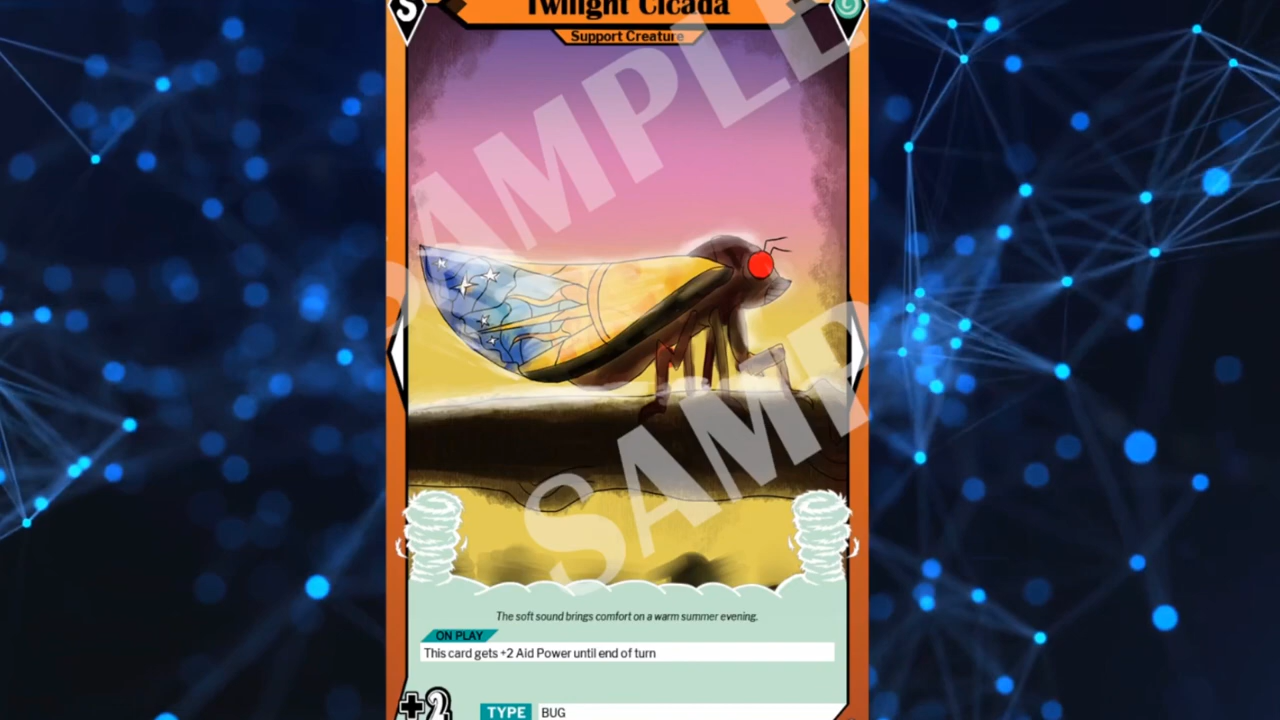 S
Twilight Cicada
C
Support Creature
SAMPLE
SAMP
The soft sound brings comfort on a warm summer evening.
ON PLAY
This card gets +2 Aid Power until end of turn
+2
TYPE BUG